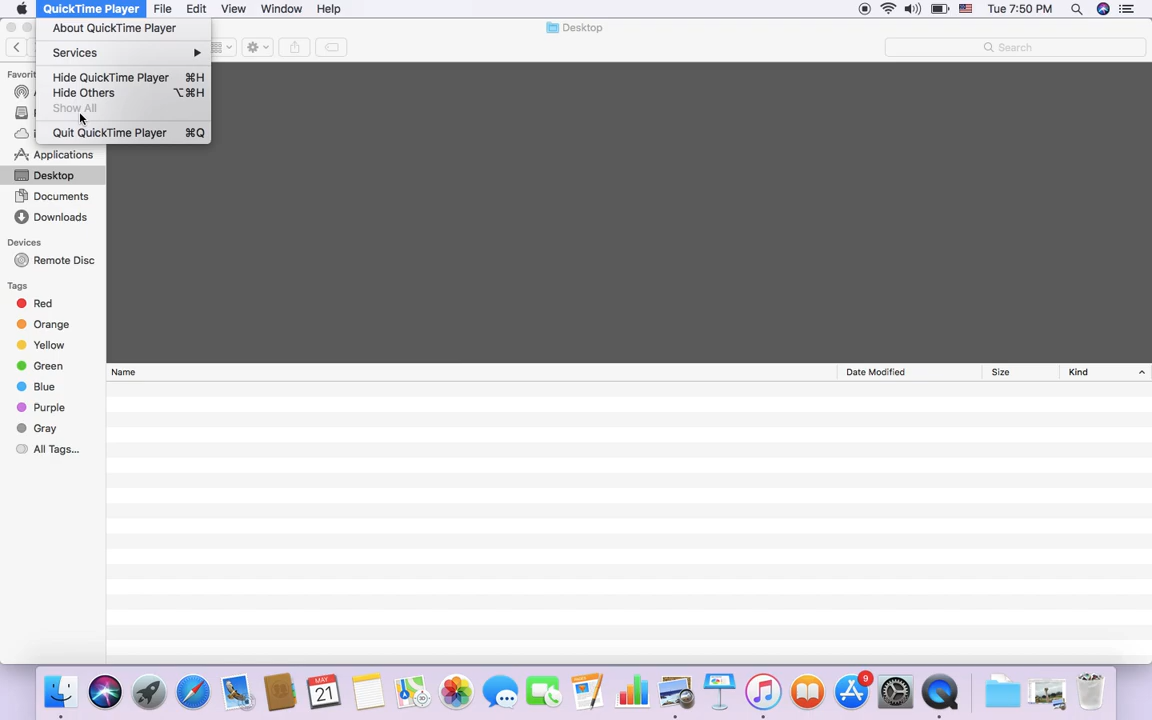 QuickTime Player File Edit View Window Help Tue 7:50 PM
About QuickTime Player
Desktop
Services
Search
Favorit
Hide QuickTime Player ⌘H
Hide Others ⌥⌘H
Show All
Quit QuickTime Player ⌘Q
Applications
Desktop
Documents
Downloads
Devices
Remote Disc
Tags
Red
Orange
Yellow
Green
Blue
Purple
Gray
All Tags...
Name Date Modified Size Kind
MAY
21
9